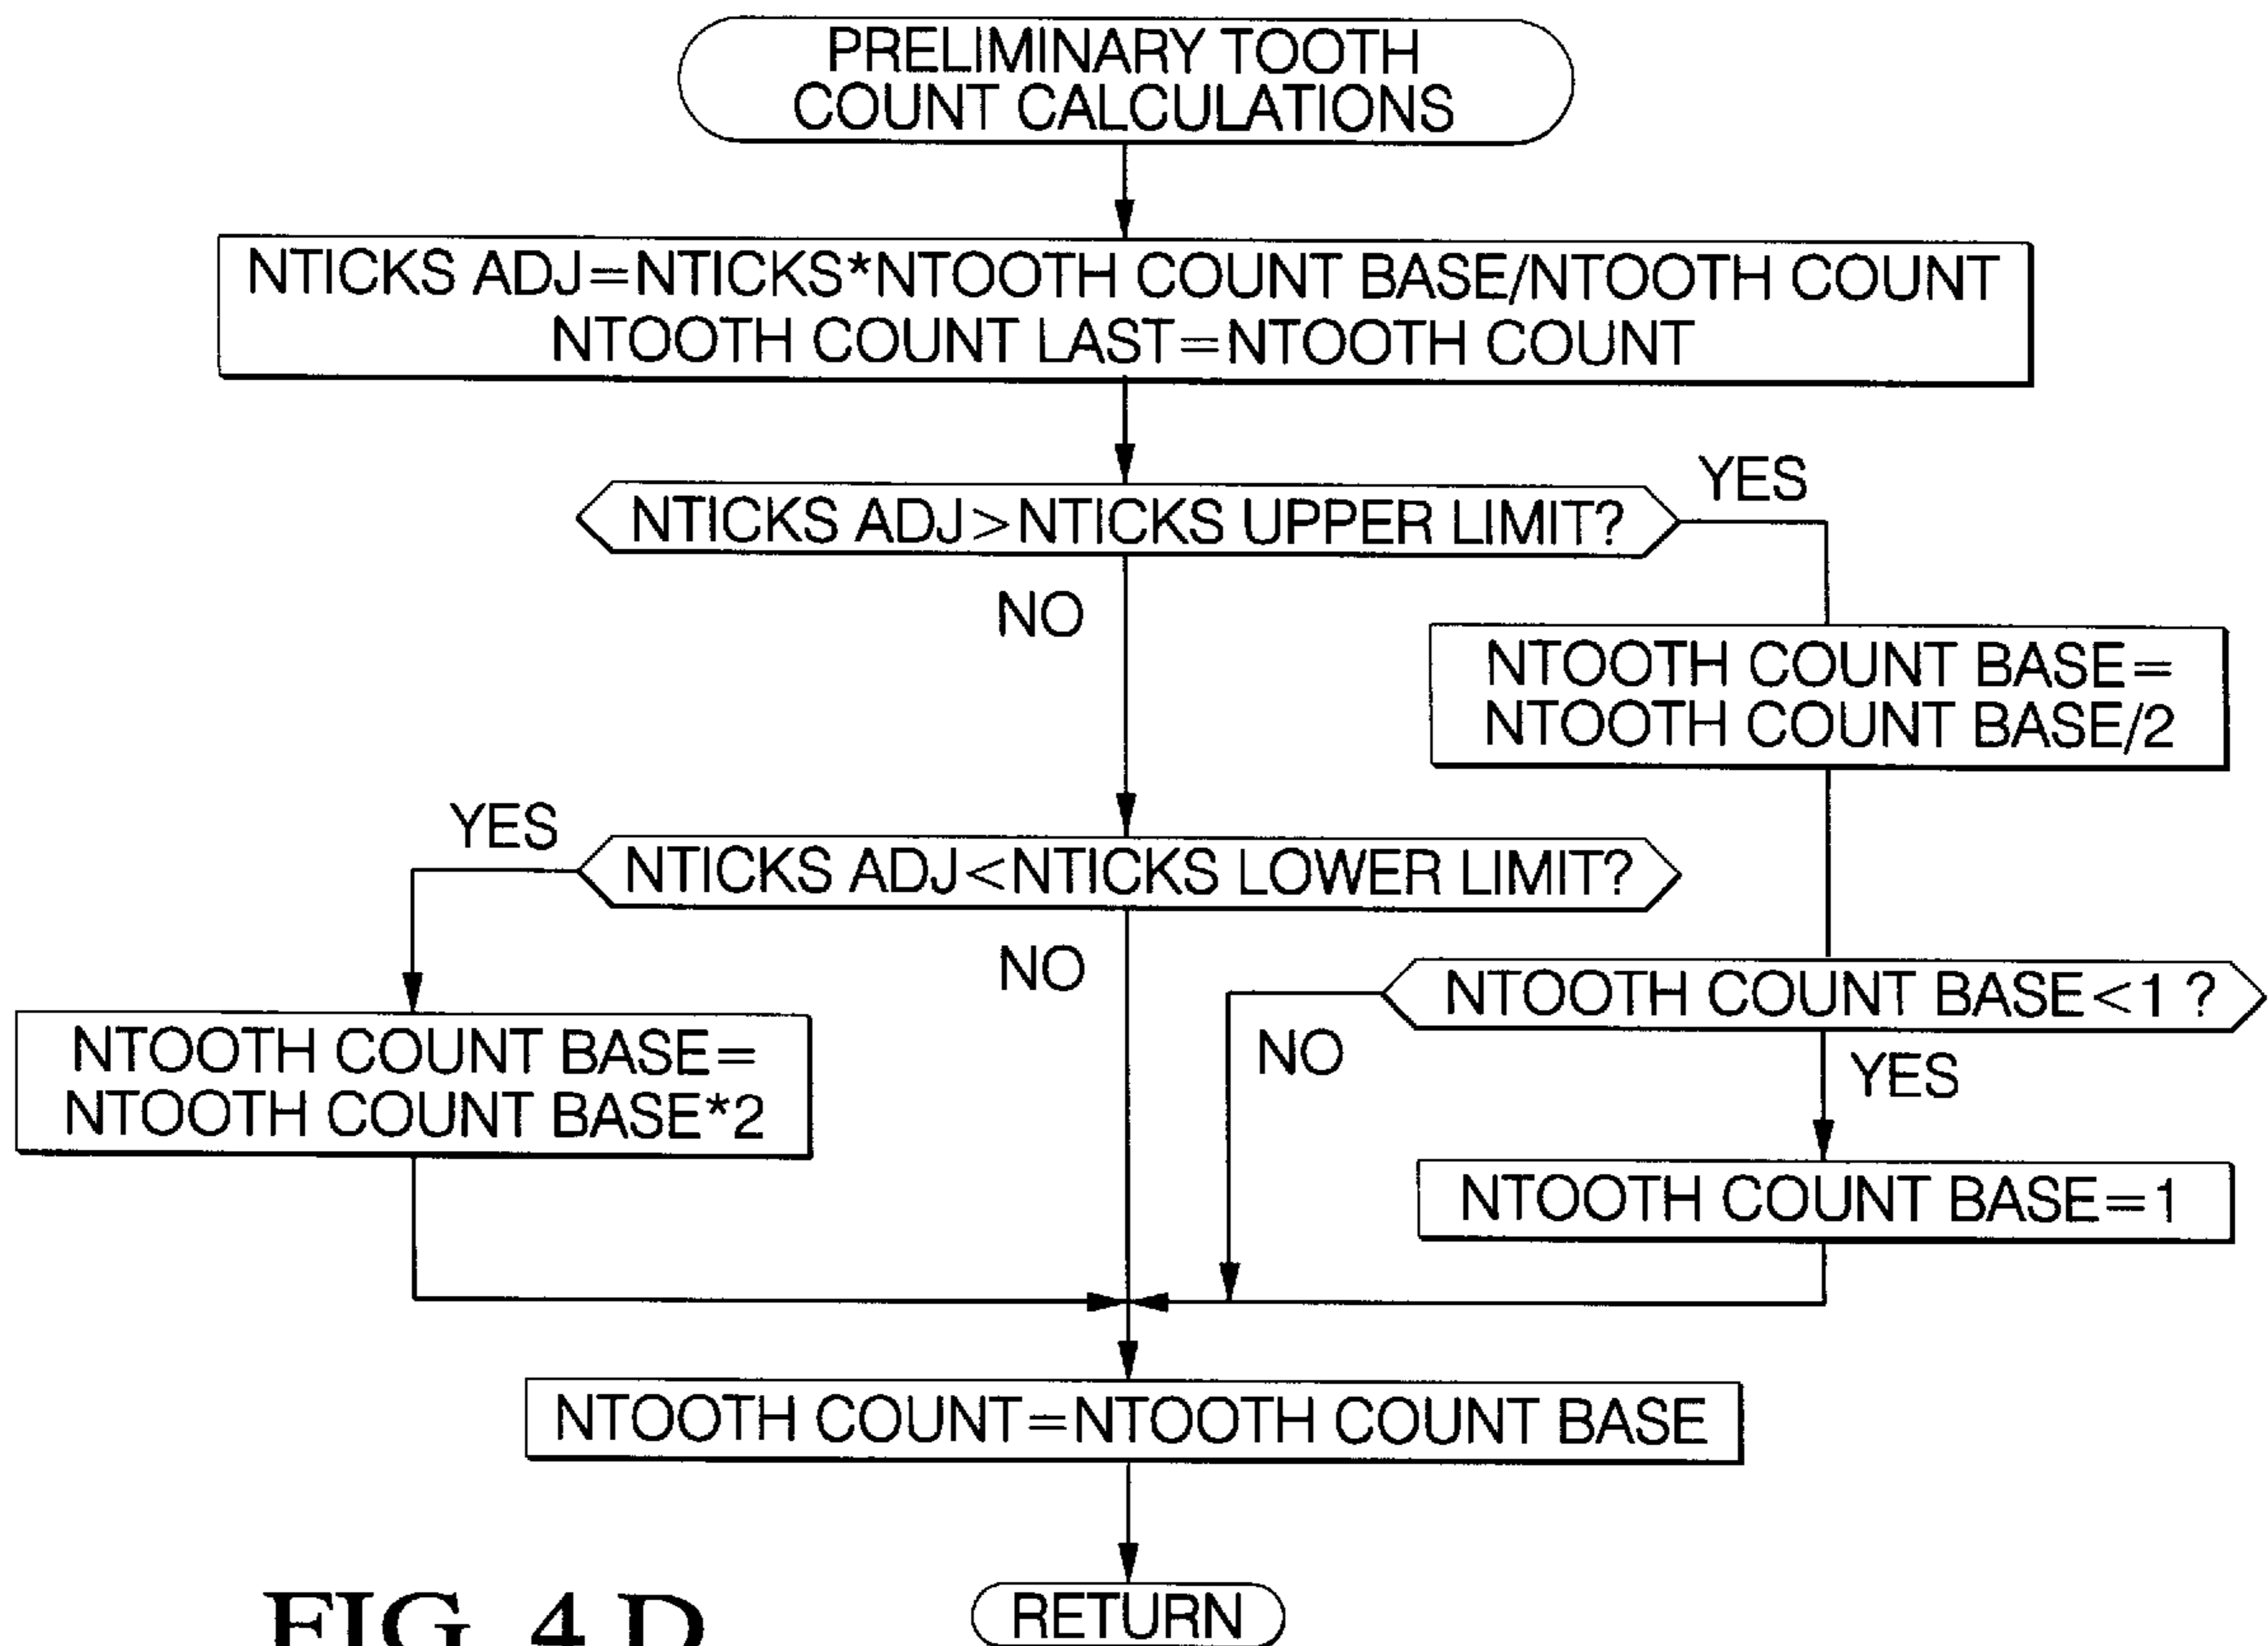 PRELIMINARY TOOTH
COUNT CALCULATIONS
NTICKS ADJ=NTICKS*NTOOTH COUNT BASE/NTOOTH COUNT
NTOOTH COUNT LAST=NTOOTH COUNT
NTICKS ADJ>NTICKS UPPER LIMIT?
YES
NO
NTOOTH COUNT BASE=
NTOOTH COUNT BASE/2
YES
NTICKS ADJ<NTICKS LOWER LIMIT?
NO
NTOOTH COUNT BASE<1 ?
NO
YES
NTOOTH COUNT BASE=
NTOOTH COUNT BASE*2
NTOOTH COUNT BASE=1
NTOOTH COUNT=NTOOTH COUNT BASE
RETURN
FIG. 4 D